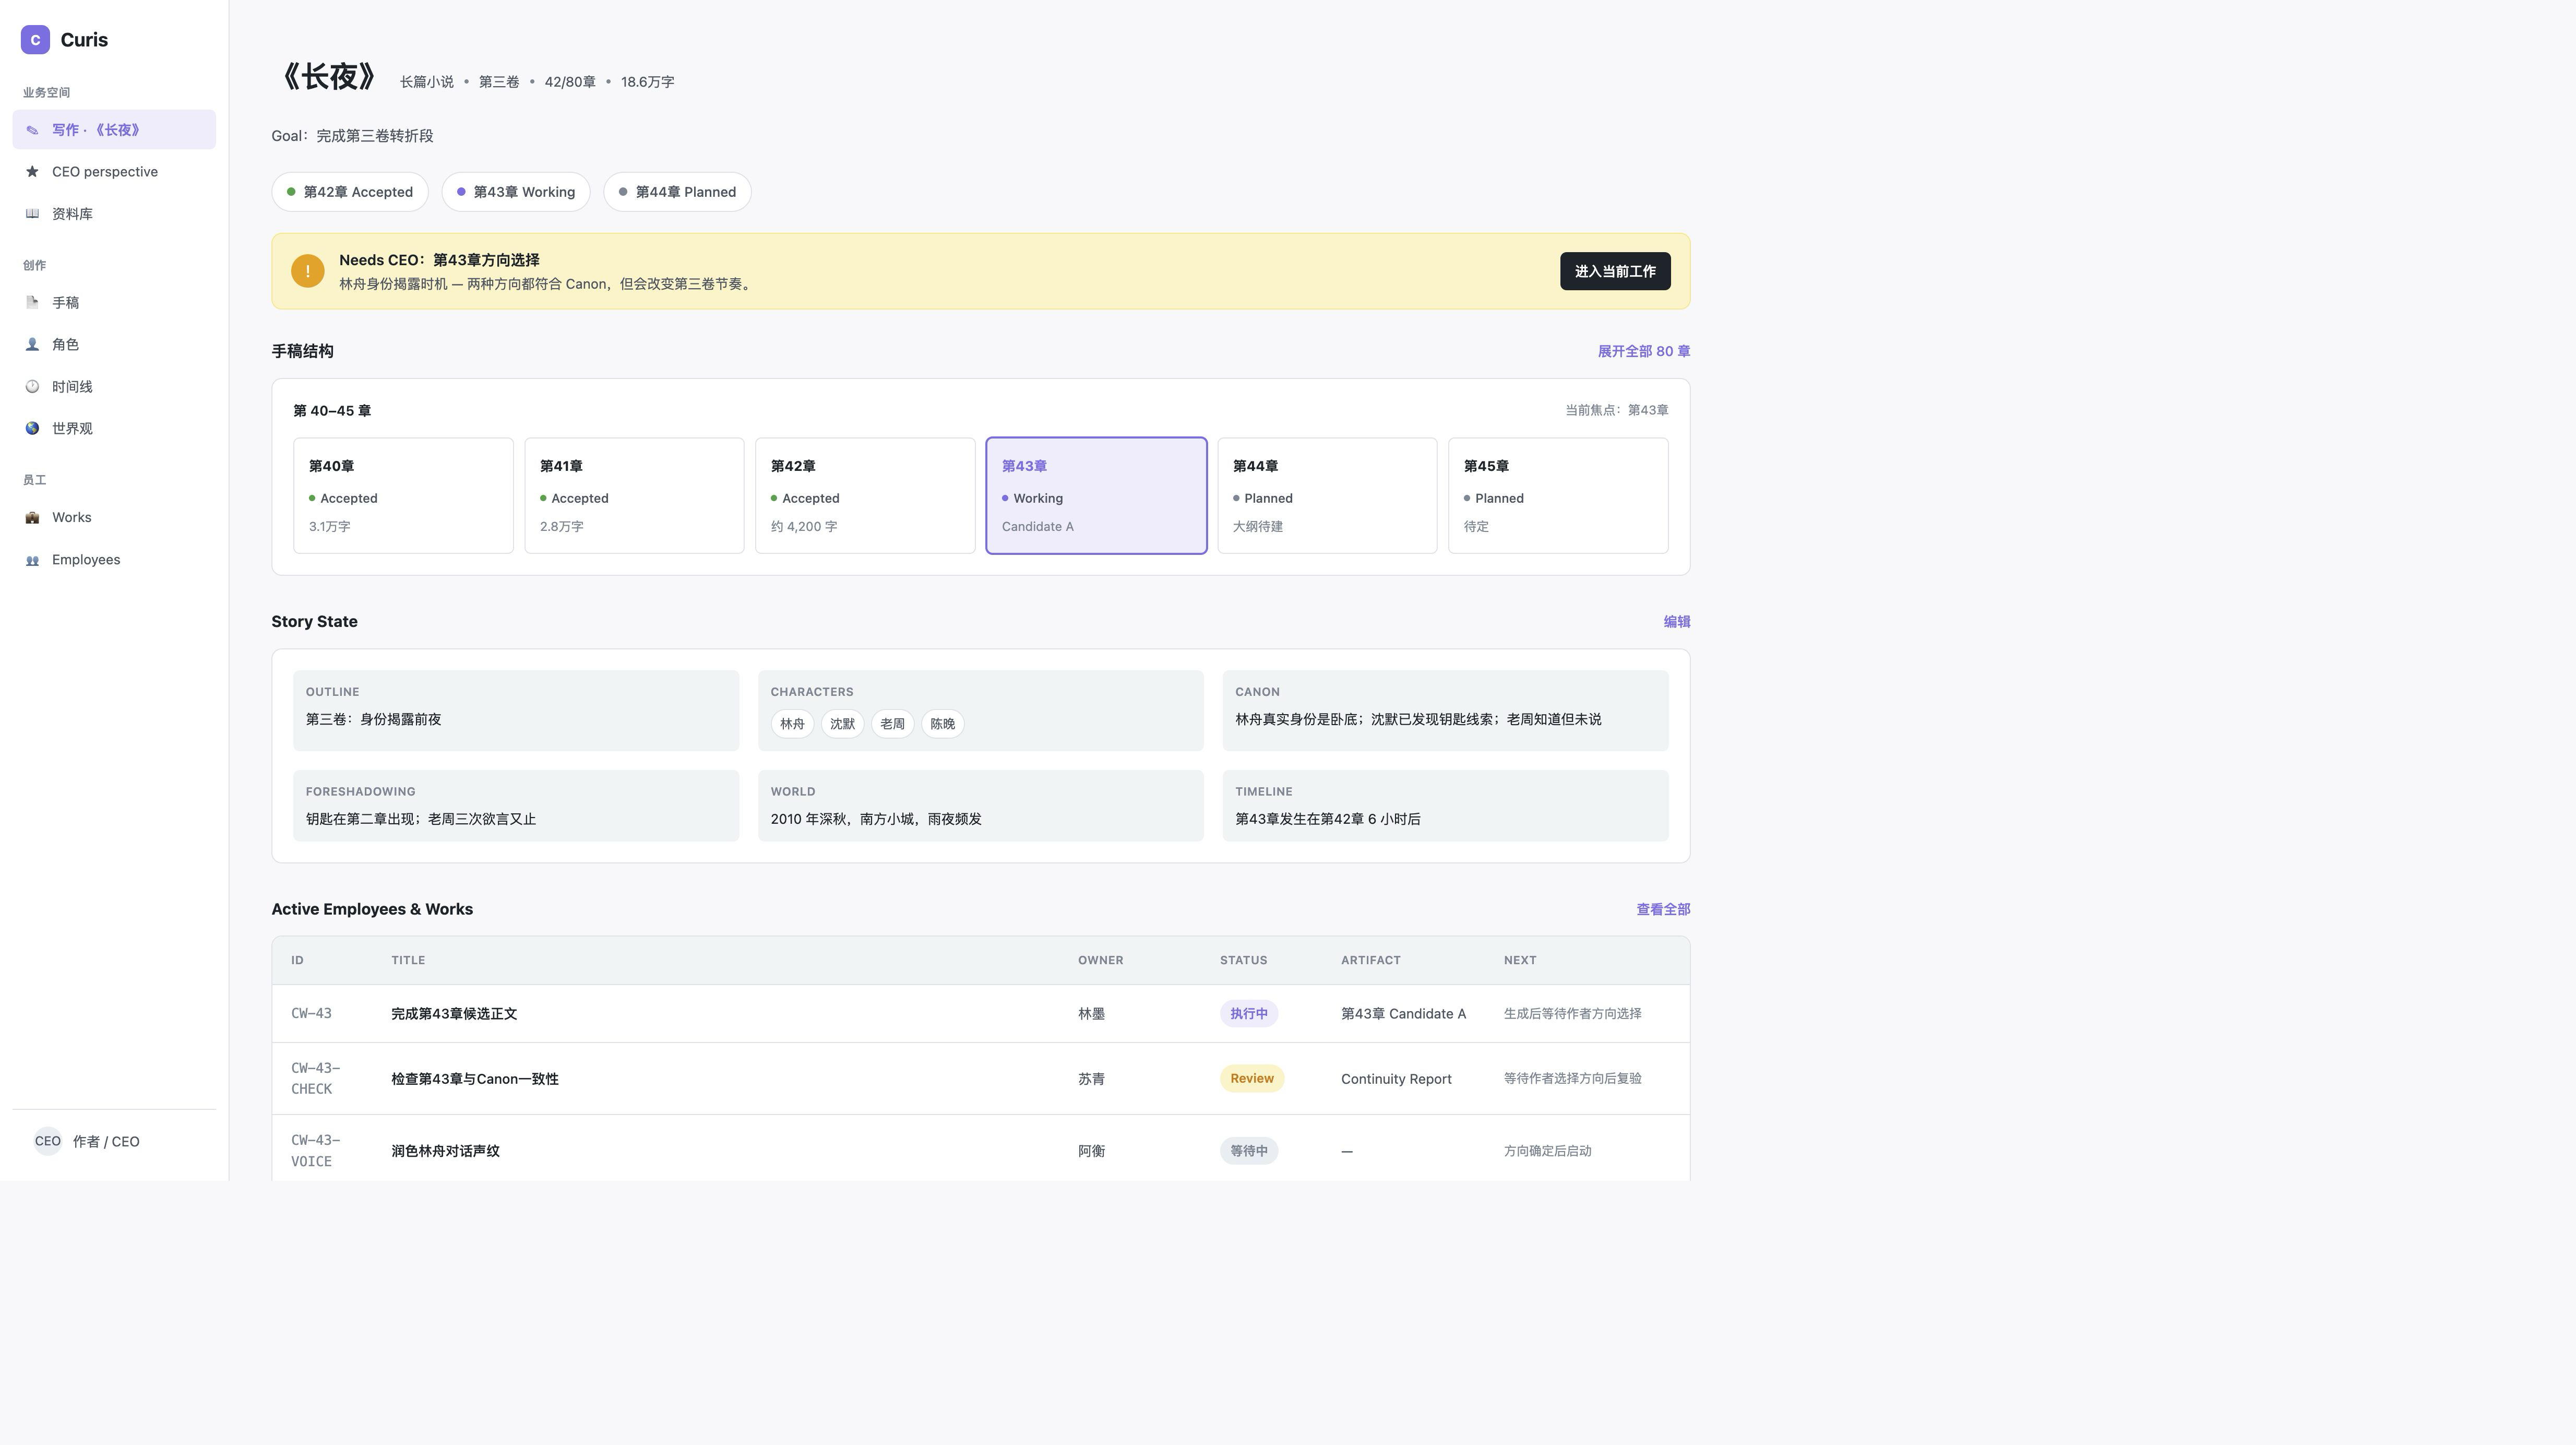 C Curis
业务空间
写作 · 《长夜》
CEO perspective
资料库
创作
手稿
角色
时间线
世界观
员工
Works
Employees
CEO 作者 / CEO
《长夜》 长篇小说 • 第三卷 • 42/80章 • 18.6万字
Goal：完成第三卷转折段
第42章 Accepted 第43章 Working 第44章 Planned
! Needs CEO：第43章方向选择
林舟身份揭露时机 — 两种方向都符合 Canon，但会改变第三卷节奏。
进入当前工作
手稿结构 展开全部 80 章
第 40–45 章 当前焦点：第43章
第40章
Accepted
3.1万字
第41章
Accepted
2.8万字
第42章
Accepted
约 4,200 字
第43章
Working
Candidate A
第44章
Planned
大纲待建
第45章
Planned
待定
Story State 编辑
OUTLINE
第三卷：身份揭露前夜
CHARACTERS
林舟 沈默 老周 陈晚
CANON
林舟真实身份是卧底；沈默已发现钥匙线索；老周知道但未说
FORESHADOWING
钥匙在第二章出现；老周三次欲言又止
WORLD
2010 年深秋，南方小城，雨夜频发
TIMELINE
第43章发生在第42章 6 小时后
Active Employees & Works 查看全部
ID TITLE OWNER STATUS ARTIFACT NEXT
CW-43 完成第43章候选正文 林墨 执行中 第43章 Candidate A 生成后等待作者方向选择
CW-43-
CHECK 检查第43章与Canon一致性 苏青 Review Continuity Report 等待作者选择方向后复验
CW-43-
VOICE 润色林舟对话声纹 阿衡 等待中 — 方向确定后启动